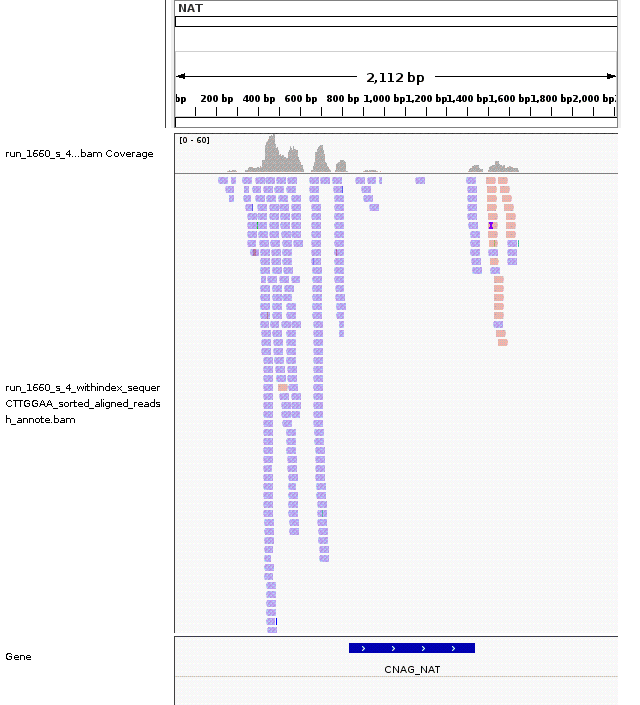 NAT
2,112 bp
bp 200 bp 400 bp 600 bp 800 bp 1,000 bp 1,200 bp 1,400 bp 1,600 bp 1,800 bp 2,000 bp
[0 - 60]
run_1660_s_4...bam Coverage
run_1660_s_4_withindex_sequer
CTTGGAA_sorted_aligned_reads
h_annote.bam
Gene
CNAG_NAT